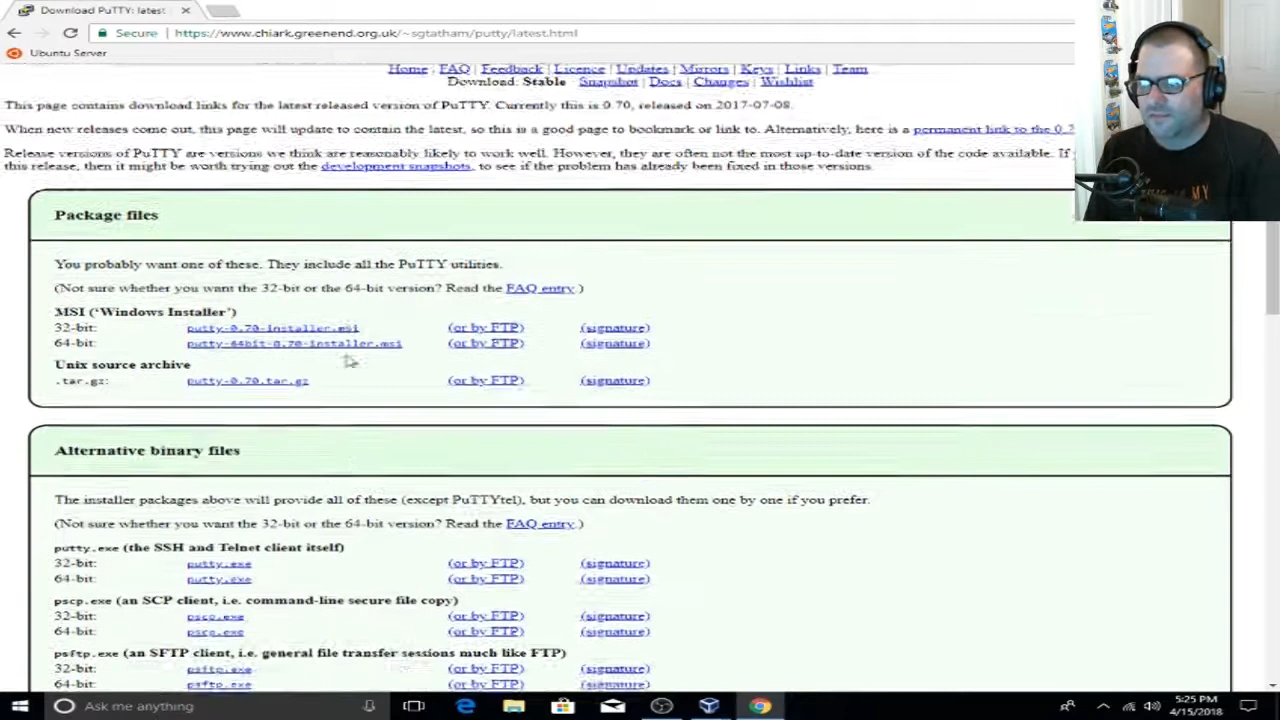 Download PuTTY: latest
Secure https://www.chiark.greenend.org.uk/~sgtatham/putty/latest.html
Ubuntu Server
Home FAQ Feedback Licence Updates Mirrors Keys Links Team
Download: Stable Snapshot Docs Changes Wishlist
This page contains download links for the latest released version of PuTTY. Currently this is 0.70, released on 2017-07-08.
When new releases come out, this page will update to contain the latest, so this is a good page to bookmark or link to. Alternatively, here is a permanent link to the 0.7
Release versions of PuTTY are versions we think are reasonably likely to work well. However, they are often not the most up-to-date version of the code available. If
this release, then it might be worth trying out the development snapshots, to see if the problem has already been fixed in those versions.
Package files
You probably want one of these. They include all the PuTTY utilities.
(Not sure whether you want the 32-bit or the 64-bit version? Read the FAQ entry.)
MSI (‘Windows Installer’)
32-bit: putty-0.70-installer.msi (or by FTP) (signature)
64-bit: putty-64bit-0.70-installer.msi (or by FTP) (signature)
Unix source archive
.tar.gz: putty-0.70.tar.gz (or by FTP) (signature)
Alternative binary files
The installer packages above will provide all of these (except PuTTYtel), but you can download them one by one if you prefer.
(Not sure whether you want the 32-bit or the 64-bit version? Read the FAQ entry.)
putty.exe (the SSH and Telnet client itself)
32-bit: putty.exe (or by FTP) (signature)
64-bit: putty.exe (or by FTP) (signature)
pscp.exe (an SCP client, i.e. command-line secure file copy)
32-bit: pscp.exe (or by FTP) (signature)
64-bit: pscp.exe (or by FTP) (signature)
psftp.exe (an SFTP client, i.e. general file transfer sessions much like FTP)
32-bit: psftp.exe (or by FTP) (signature)
64-bit: psftp.exe (or by FTP) (signature)
Ask me anything
5:25 PM
4/15/2018
MY